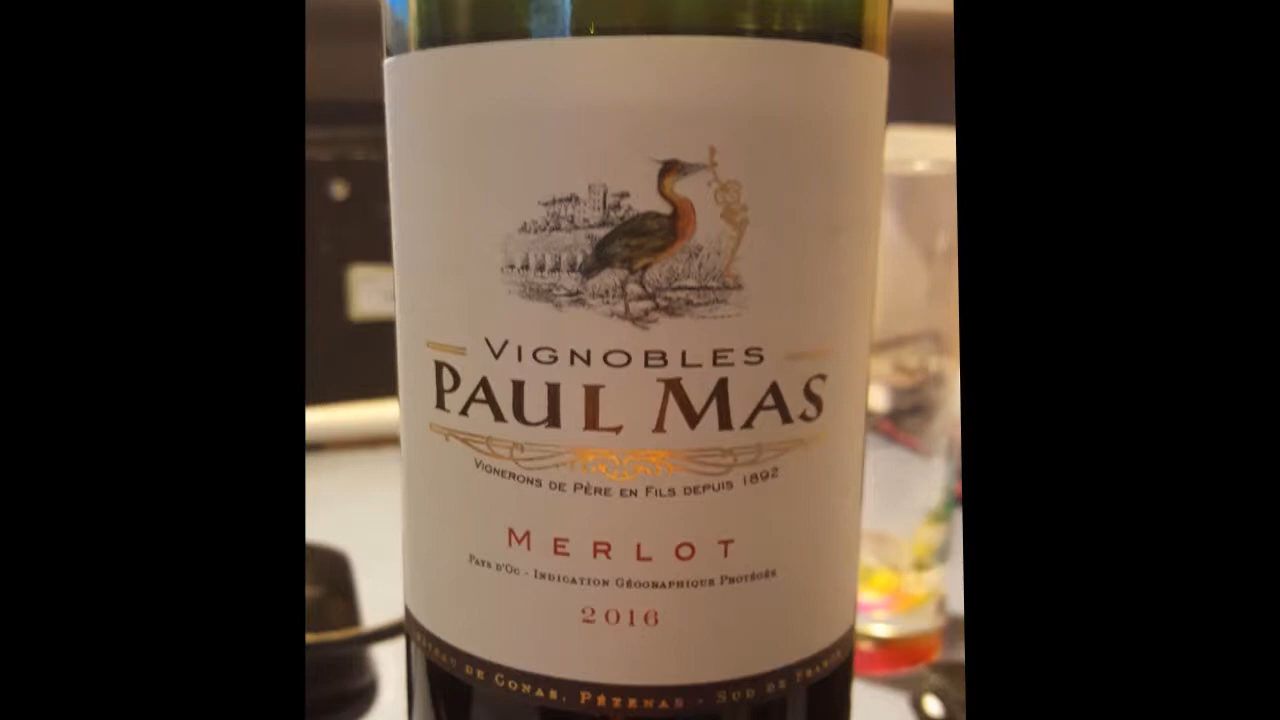 VIGNOBLES
PAUL MAS
VIGNERONS DE PÈRE EN FILS DEPUIS 1892
MERLOT
PAYS D'OC - INDICATION GÉOGRAPHIQUE PROTÉGÉE
2016
DE CONAS, PÉZENAS - SUD DE FRANCE